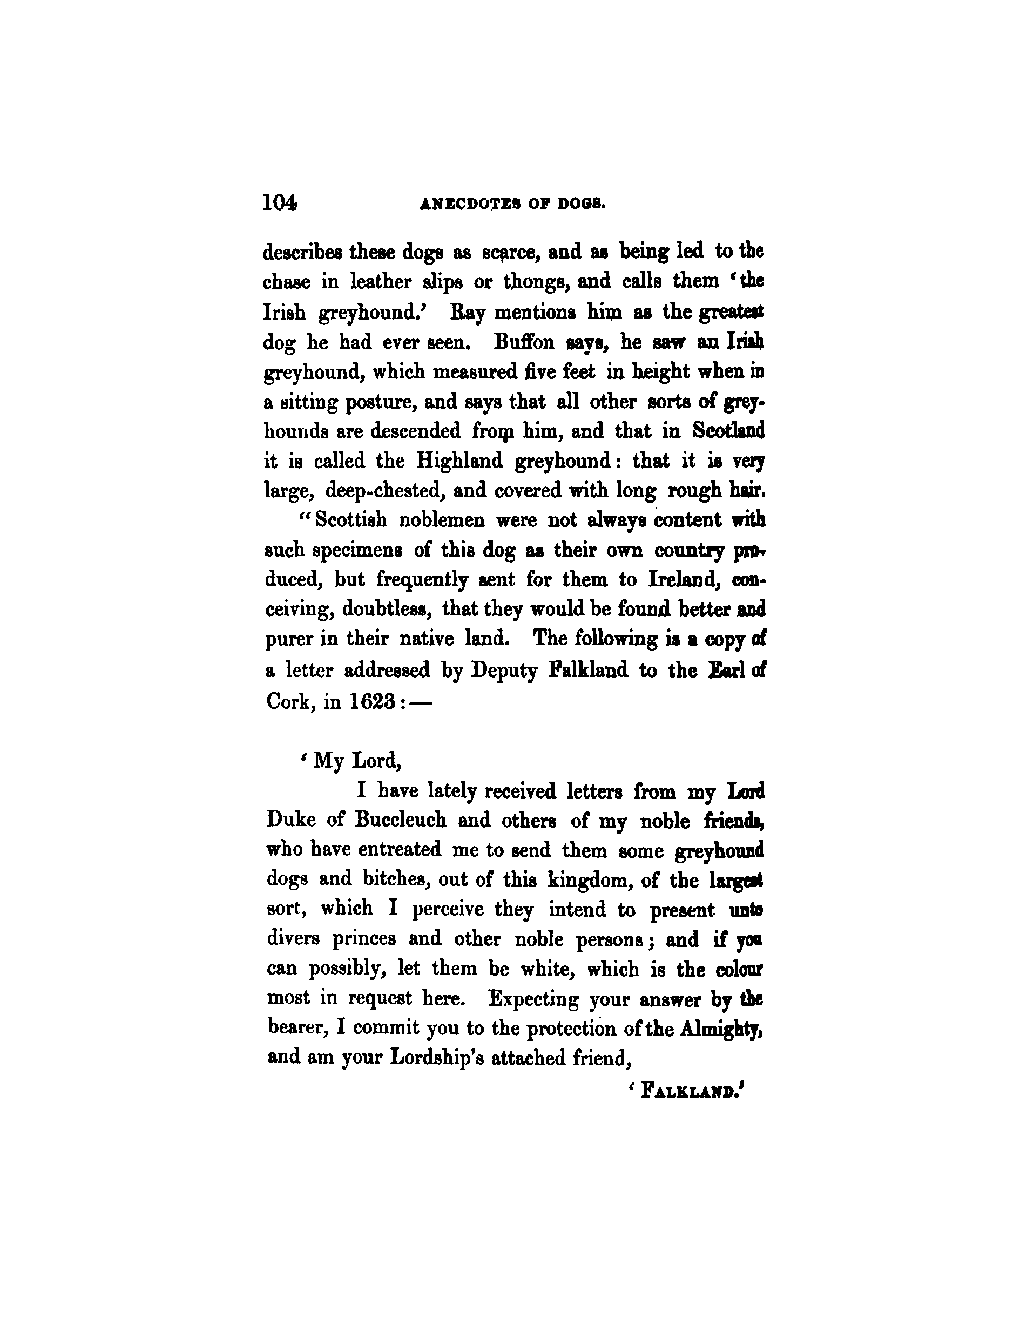 104 ANECDOTES OF DOGS.
describes these dogs as scarce, and as being led to the
chase in leather slips or thongs, and calls them ‘the
Irish greyhound.’ Ray mentions him as the greatest
dog he had ever seen. Buffon says, he saw an Irish
greyhound, which measured five feet in height when in
a sitting posture, and says that all other sorts of grey-
hounds are descended from him, and that in Scotland
it is called the Highland greyhound: that it is very
large, deep-chested, and covered with long rough hair.
“Scottish noblemen were not always content with
such specimens of this dog as their own country pro-
duced, but frequently sent for them to Ireland, con-
ceiving, doubtless, that they would be found better and
purer in their native land. The following is a copy of
a letter addressed by Deputy Falkland to the Earl of
Cork, in 1623:—
‘My Lord,
I have lately received letters from my Lord
Duke of Buccleuch and others of my noble friends,
who have entreated me to send them some greyhound
dogs and bitches, out of this kingdom, of the largest
sort, which I perceive they intend to present unto
divers princes and other noble persons; and if you
can possibly, let them be white, which is the colour
most in request here. Expecting your answer by the
bearer, I commit you to the protection of the Almighty,
and am your Lordship's attached friend,
‘FALKLAND.’